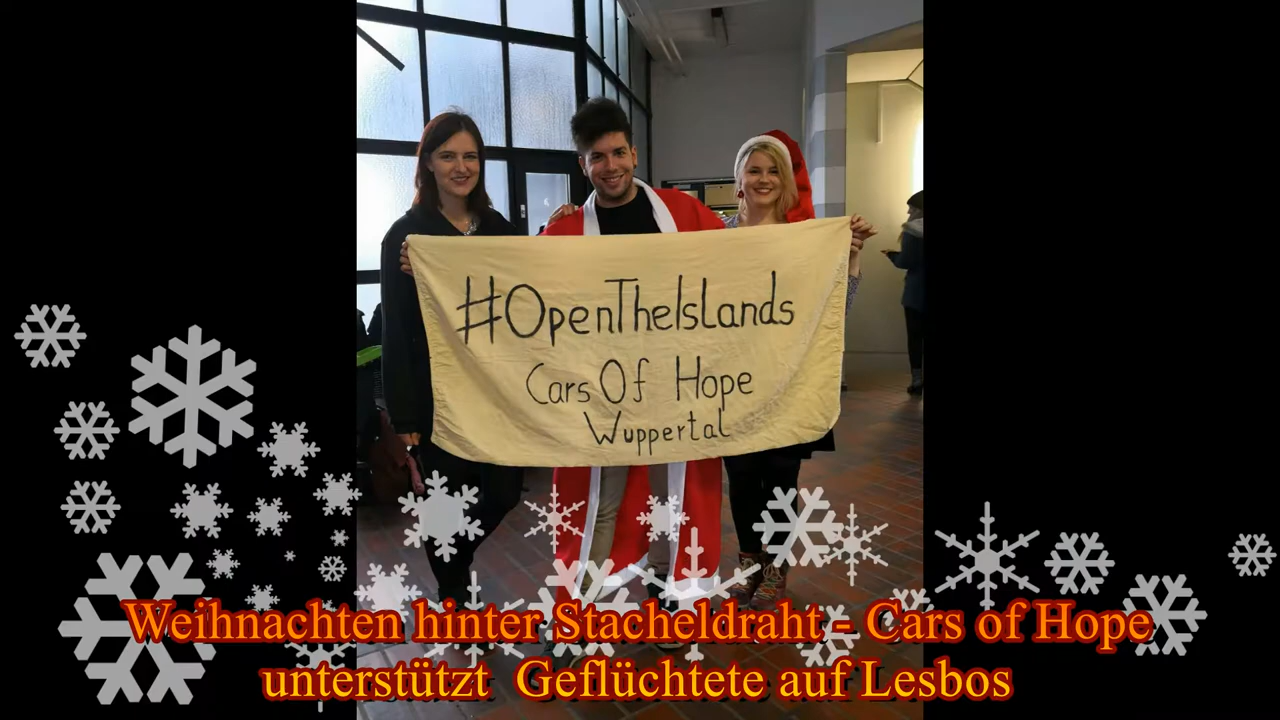 #OpenTheIslands
Cars Of Hope
Wuppertal
Weihnachten hinter Stacheldraht - Cars of Hope
unterstützt Geflüchtete auf Lesbos